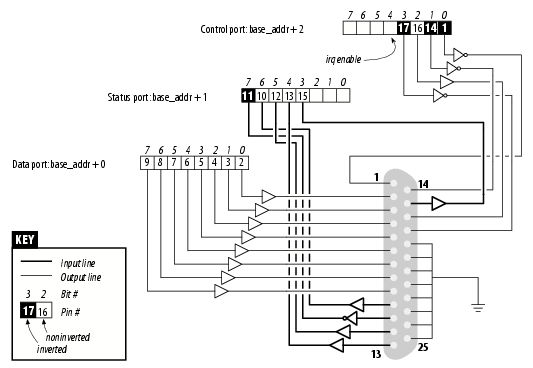 7 6 5 4 3 2 1 0
Control port: base_addr + 2
17 16 14 1
irq enable
7 6 5 4 3 2 1 0
Status port: base_addr + 1
11 10 12 13 15
7 6 5 4 3 2 1 0
Data port: base_addr + 0
9 8 7 6 5 4 3 2
1
14
KEY
Input line
Output line
3 2 Bit #
17 16 Pin #
noninverted
inverted
13
25